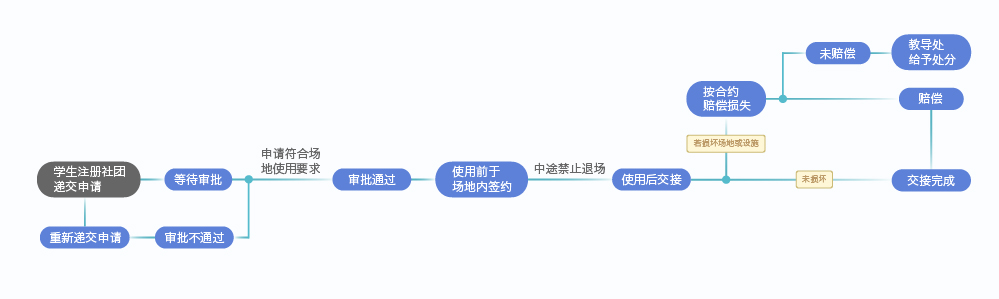 学生注册社团
递交申请
等待审批
申请符合场
地使用要求
审批通过
使用前于
场地内签约
中途禁止退场
使用后交接
未损坏
交接完成
若损坏场地或设施
按合约
赔偿损失
未赔偿
教导处
给予处分
赔偿
重新递交申请
审批不通过